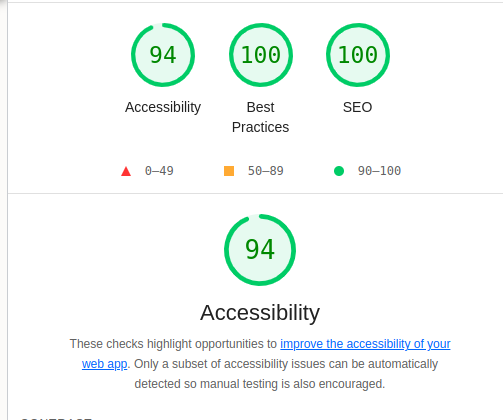 94 100 100
Accessibility Best SEO
Practices
0–49 50–89 90–100
94
Accessibility
These checks highlight opportunities to improve the accessibility of your
web app. Only a subset of accessibility issues can be automatically
detected so manual testing is also encouraged.